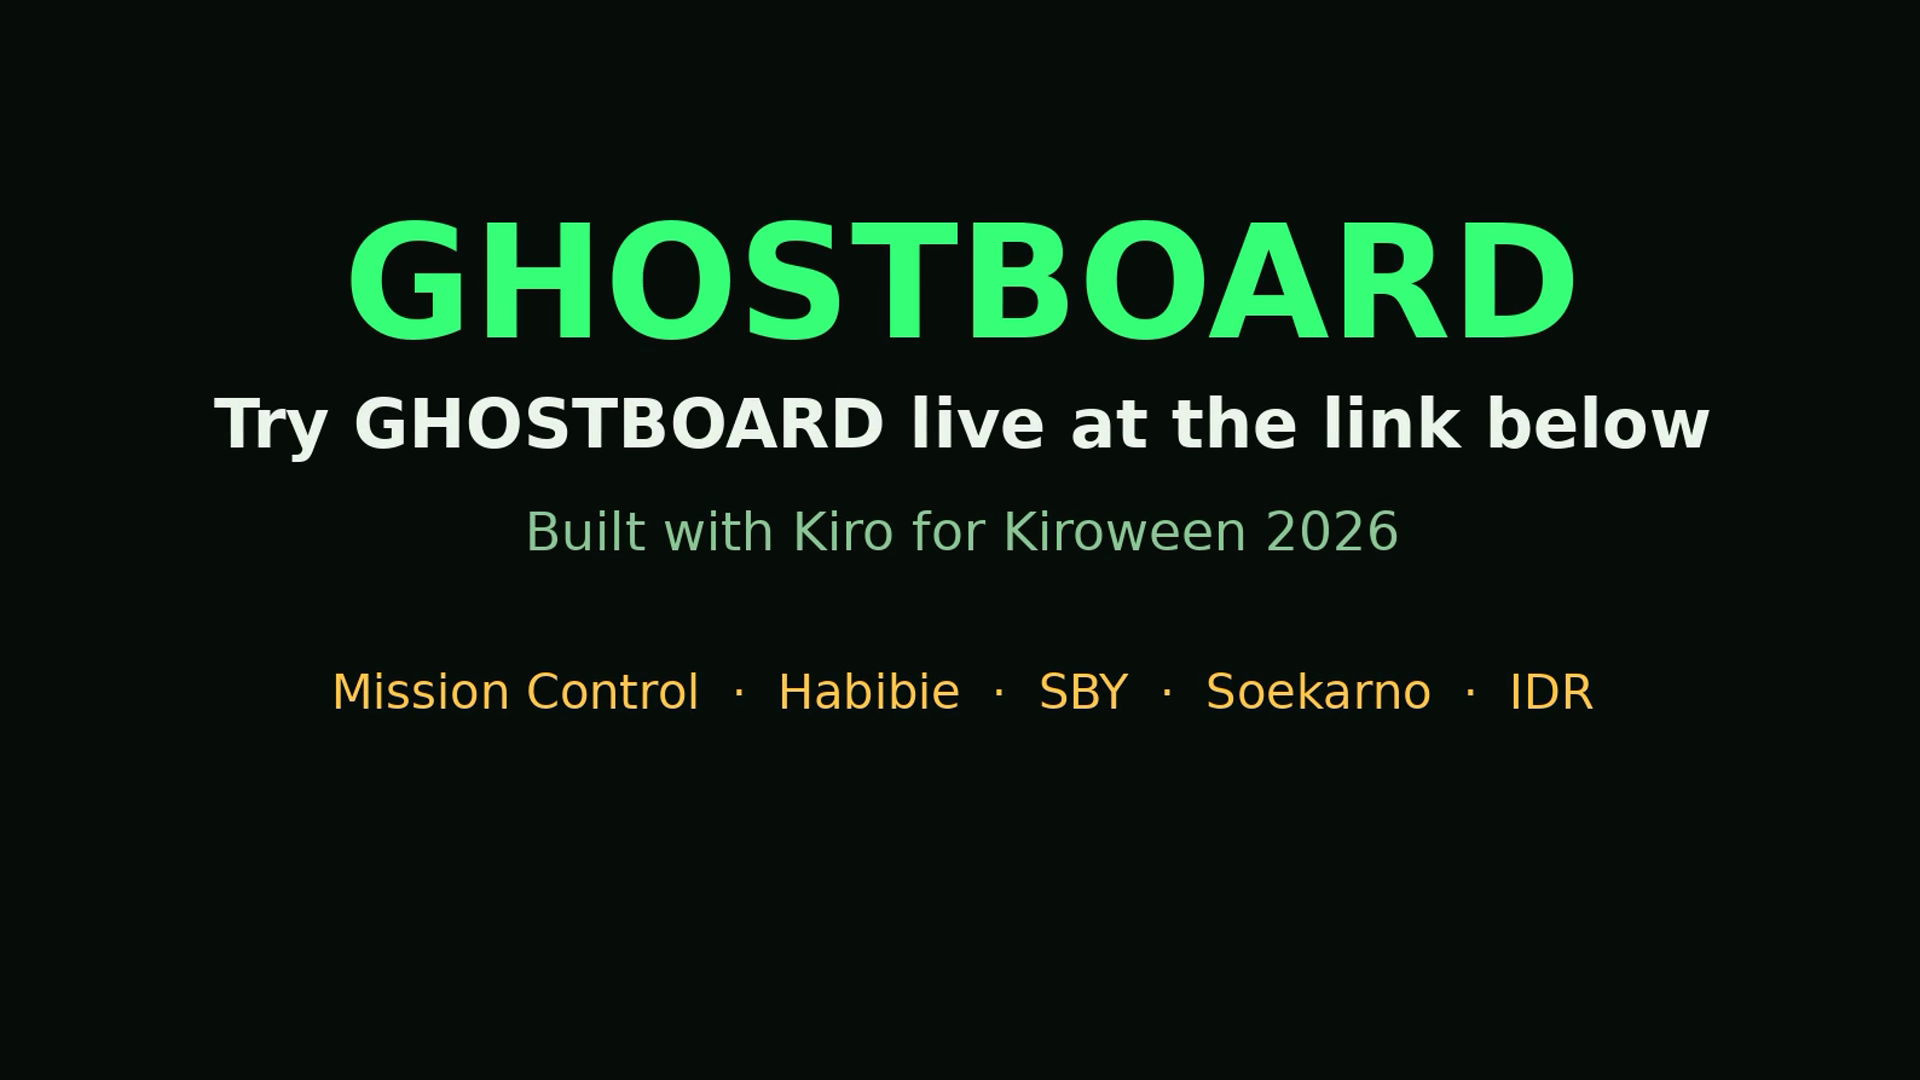 GHOSTBOARD
Try GHOSTBOARD live at the link below
Built with Kiro for Kiroween 2026
Mission Control · Habibie · SBY · Soekarno · IDR